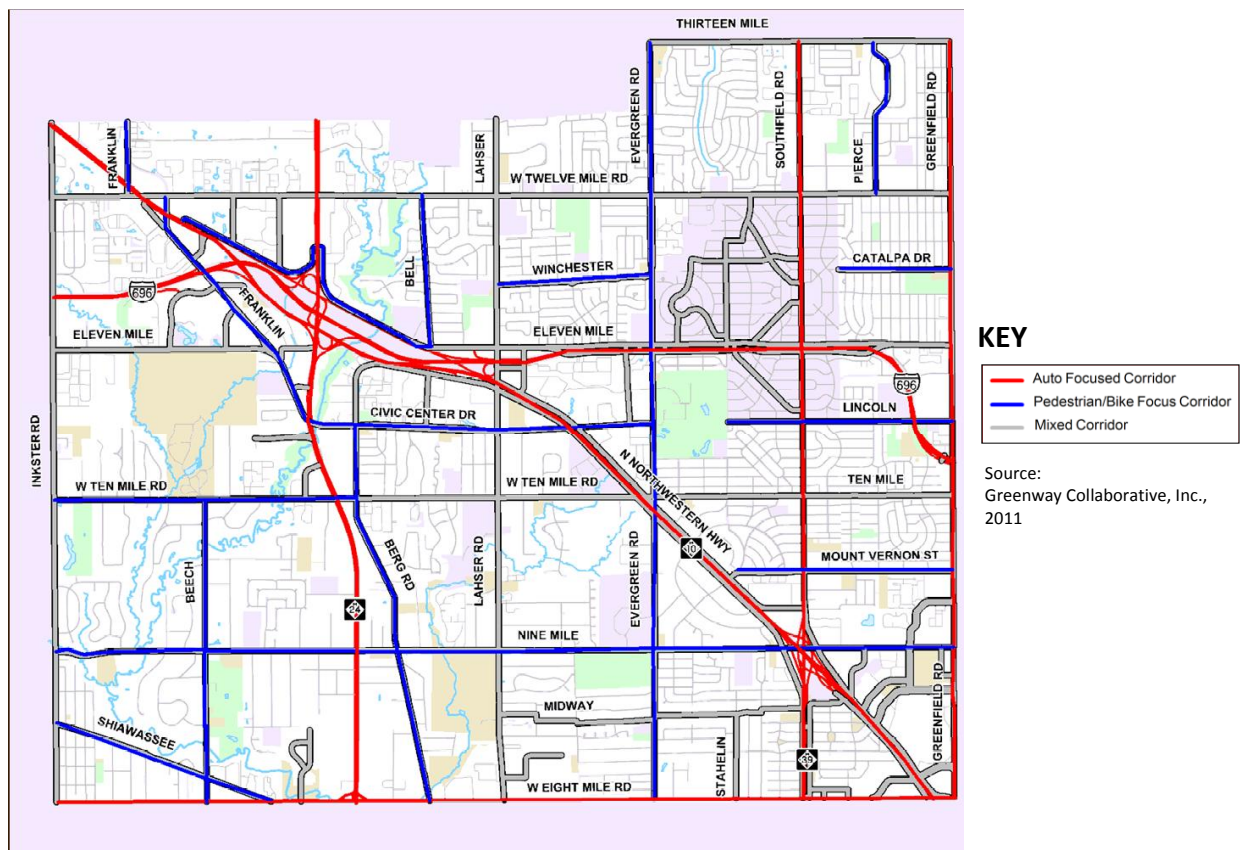 THIRTEEN MILE
FRANKLIN
LAHSER
EVERGREEN RD
SOUTHFIELD RD
PIERCE
GREENFIELD RD
W TWELVE MILE RD
BELL
WINCHESTER
CATALPA DR
696
FRANKLIN
ELEVEN MILE
ELEVEN MILE
696
CIVIC CENTER DR
LINCOLN
INKSTER RD
W TEN MILE RD
W TEN MILE RD
N NORTHWESTERN HWY
TEN MILE
10
BEECH
BERG RD
LAHSER RD
EVERGREEN RD
MOUNT VERNON ST
24
NINE MILE
GREENFIELD RD
MIDWAY
SHIAWASSEE
STAHELIN
39
W EIGHT MILE RD
KEY
Auto Focused Corridor
Pedestrian/Bike Focus Corridor
Mixed Corridor
Source:
Greenway Collaborative, Inc.,
2011